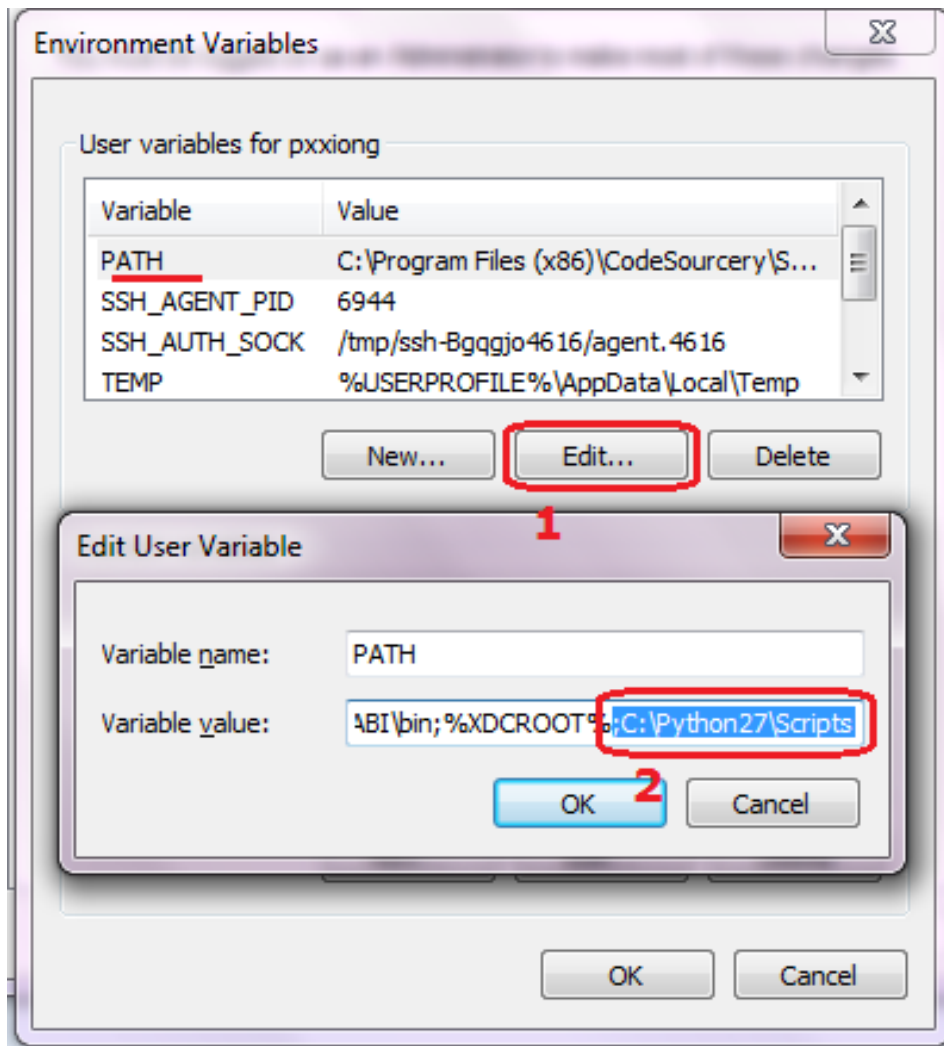 Environment Variables
User variables for pxxiong
Variable Value
PATH C:\Program Files (x86)\CodeSourcery\S...
SSH_AGENT_PID 6944
SSH_AUTH_SOCK /tmp/ssh-Bgqgjo4616/agent.4616
TEMP %USERPROFILE%\AppData\Local\Temp
New... Edit... Delete
1
Edit User Variable
Variable name: PATH
Variable value: ABI\bin;%XDCROOT%;C:\Python27\Scripts
2
OK Cancel
OK Cancel